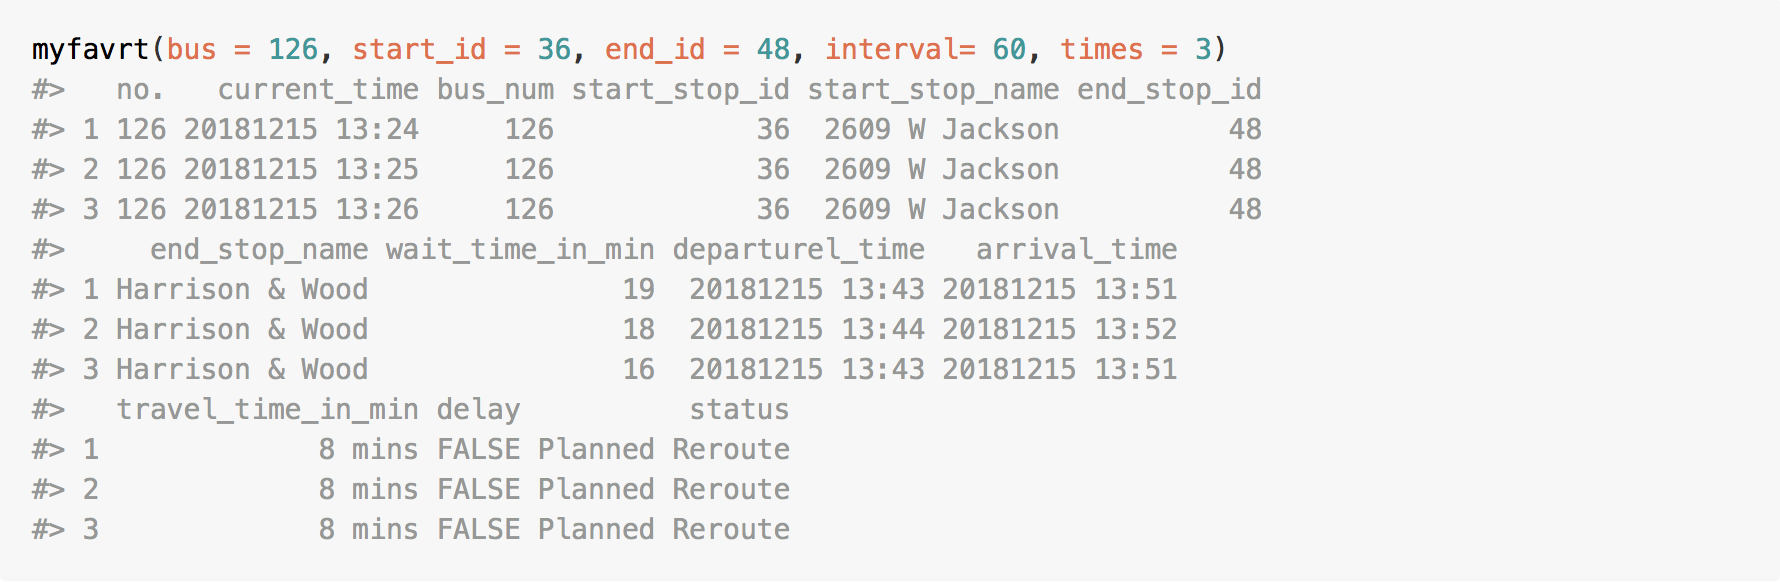 myfavrt(bus = 126, start_id = 36, end_id = 48, interval= 60, times = 3)
#>   no.   current_time bus_num start_stop_id start_stop_name end_stop_id
#> 1 126 20181215 13:24     126            36  2609 W Jackson          48
#> 2 126 20181215 13:25     126            36  2609 W Jackson          48
#> 3 126 20181215 13:26     126            36  2609 W Jackson          48
#>     end_stop_name wait_time_in_min departurel_time   arrival_time
#> 1 Harrison & Wood               19  20181215 13:43 20181215 13:51
#> 2 Harrison & Wood               18  20181215 13:44 20181215 13:52
#> 3 Harrison & Wood               16  20181215 13:43 20181215 13:51
#>   travel_time_in_min delay          status
#> 1             8 mins FALSE Planned Reroute
#> 2             8 mins FALSE Planned Reroute
#> 3             8 mins FALSE Planned Reroute